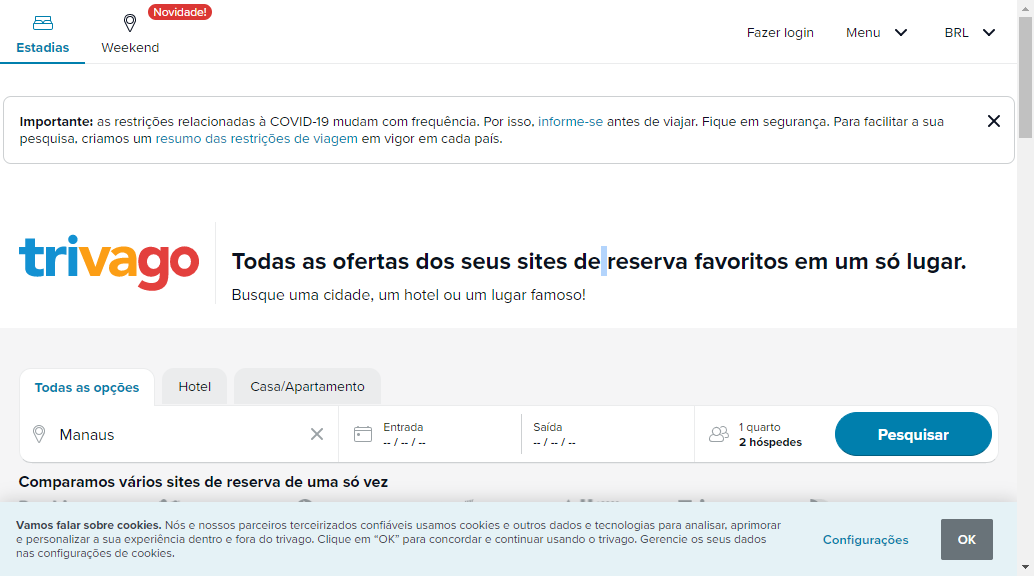 Novidade!
Estadias
Weekend
Fazer login
Menu
BRL
Importante: as restrições relacionadas à COVID-19 mudam com frequência. Por isso, informe-se antes de viajar. Fique em segurança. Para facilitar a sua
pesquisa, criamos um resumo das restrições de viagem em vigor em cada país.
trivago
Todas as ofertas dos seus sites de reserva favoritos em um só lugar.
Busque uma cidade, um hotel ou um lugar famoso!
Todas as opções
Hotel
Casa/Apartamento
Manaus
Entrada
-- / -- / --
Saída
-- / -- / --
1 quarto
2 hóspedes
Pesquisar
Comparamos vários sites de reserva de uma só vez
Vamos falar sobre cookies. Nós e nossos parceiros terceirizados confiáveis usamos cookies e outros dados e tecnologias para analisar, aprimorar
e personalizar a sua experiência dentro e fora do trivago. Clique em “OK” para concordar e continuar usando o trivago. Gerencie os seus dados
nas configurações de cookies.
Configurações
OK